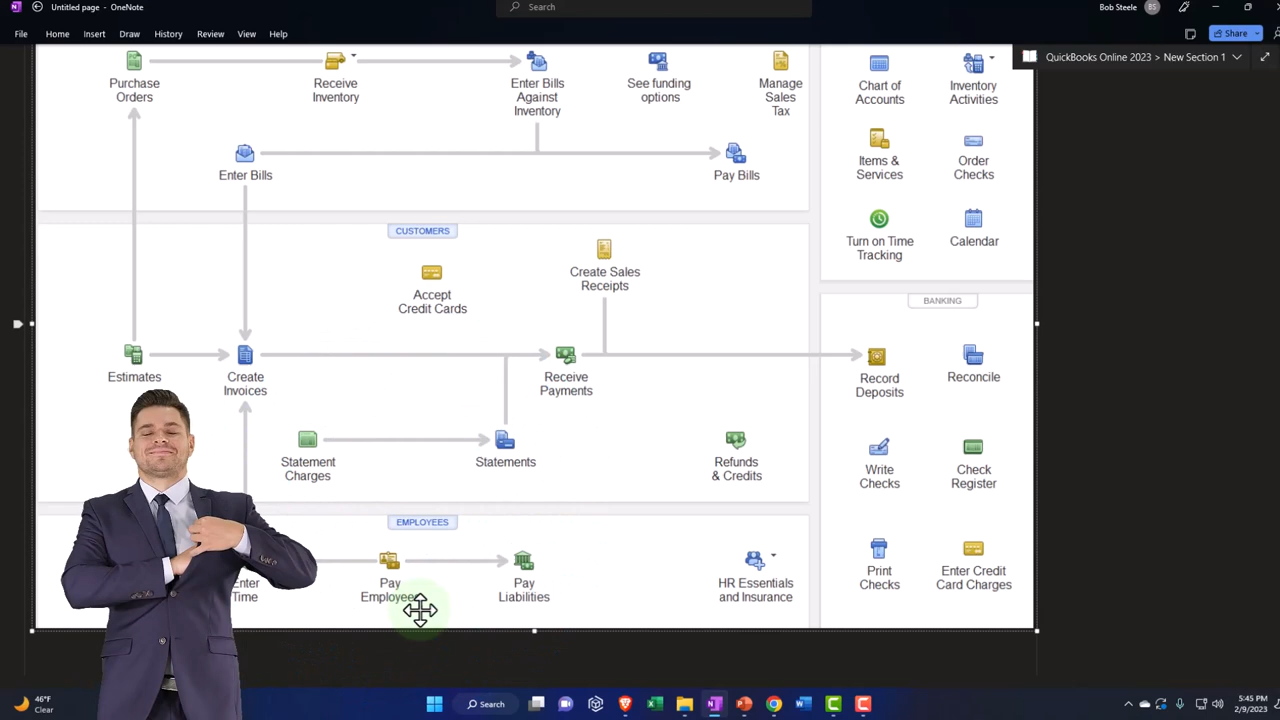 Untitled page - OneNote
Search
Bob Steele
BS
File
Home
Insert
Draw
History
Review
View
Help
Share
QuickBooks Online 2023 > New Section 1
Purchase
Orders
Receive
Inventory
Enter Bills
Against
Inventory
See funding
options
Manage
Sales
Tax
Chart of
Accounts
Inventory
Activities
Enter Bills
Pay Bills
Items &
Services
Order
Checks
CUSTOMERS
Turn on Time
Tracking
Calendar
Create Sales
Receipts
Accept
Credit Cards
BANKING
Estimates
Create
Invoices
Receive
Payments
Record
Deposits
Reconcile
Statement
Charges
Statements
Refunds
& Credits
Write
Checks
Check
Register
EMPLOYEES
Enter
Time
Pay
Employees
Pay
Liabilities
HR Essentials
and Insurance
Print
Checks
Enter Credit
Card Charges
46°F
Clear
Search
5:45 PM
2/9/2023